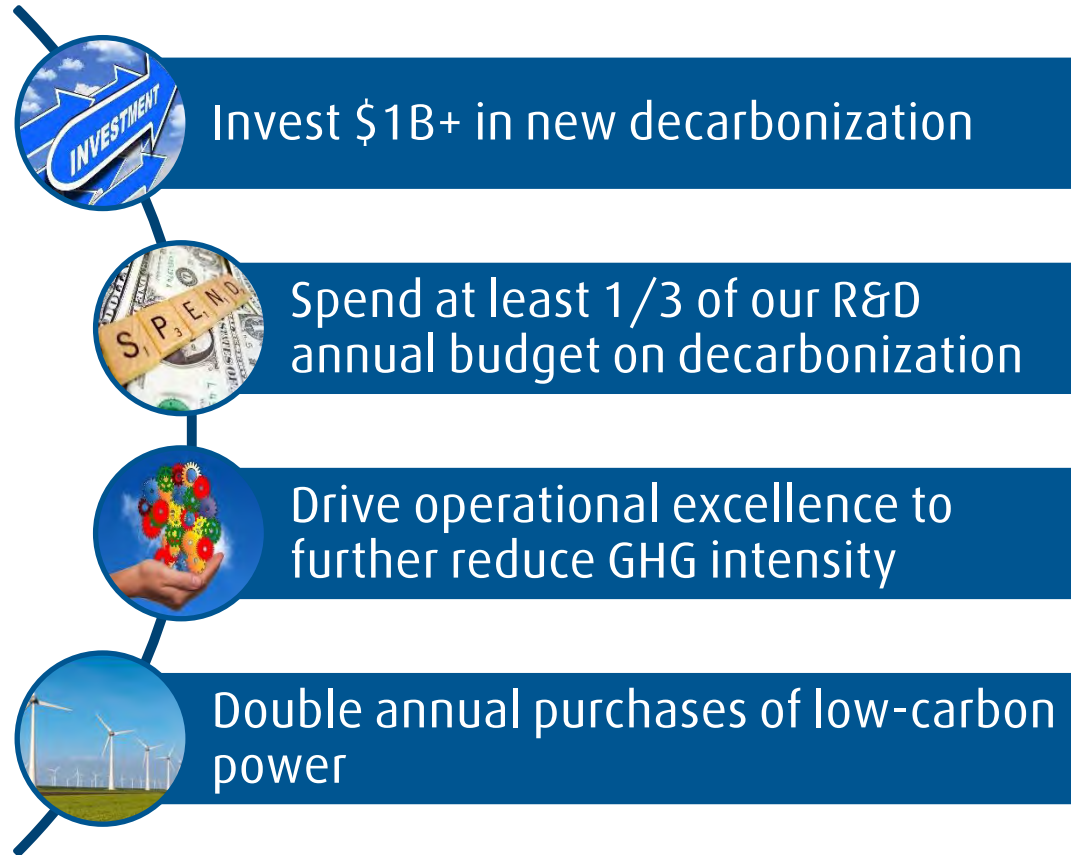 INVESTMENT
Invest $1B+ in new decarbonization
SPEND
Spend at least 1/3 of our R&D
annual budget on decarbonization
Drive operational excellence to
further reduce GHG intensity
Double annual purchases of low-carbon
power